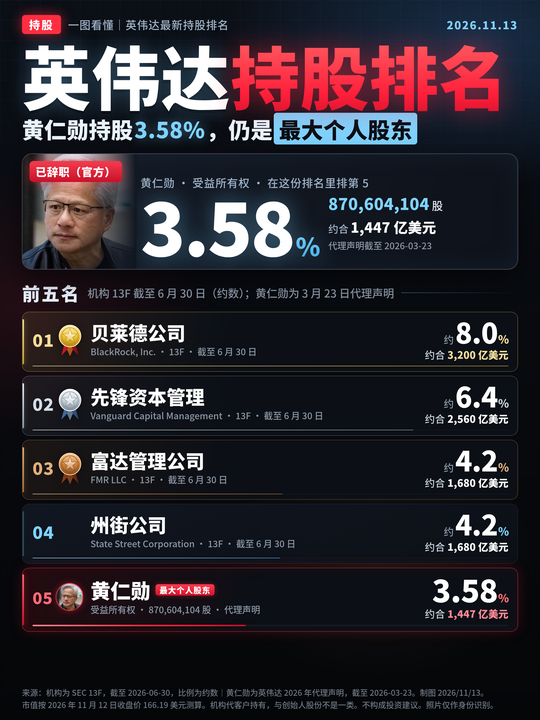 持股 一图看懂｜英伟达最新持股排名 2026.11.13
英伟达持股排名
黄仁勋持股3.58%，仍是 最大个人股东
已辞职（官方）
黄仁勋 · 受益所有权 · 在这份排名里排第 5
3.58%
870,604,104 股
约合 1,447 亿美元
代理声明截至 2026-03-23
前五名 机构 13F 截至 6 月 30 日（约数）；黄仁勋为 3 月 23 日代理声明
01 贝莱德公司 约 8.0%
BlackRock, Inc. · 13F · 截至 6 月 30 日 约合 3,200 亿美元
02 先锋资本管理 约 6.4%
Vanguard Capital Management · 13F · 截至 6 月 30 日 约合 2,560 亿美元
03 富达管理公司 约 4.2%
FMR LLC · 13F · 截至 6 月 30 日 约合 1,680 亿美元
04 州街公司 约 4.2%
State Street Corporation · 13F · 截至 6 月 30 日 约合 1,680 亿美元
05 黄仁勋 最大个人股东 3.58%
受益所有权 · 870,604,104 股 · 代理声明 约合 1,447 亿美元
来源：机构为 SEC 13F，截至 2026-06-30，比例为约数｜黄仁勋为英伟达 2026 年代理声明，截至 2026-03-23。制图 2026/11/13。
市值按 2026 年 11 月 12 日收盘价 166.19 美元测算。机构代客户持有，与创始人股份不是一类。不构成投资建议。照片仅作身份识别。